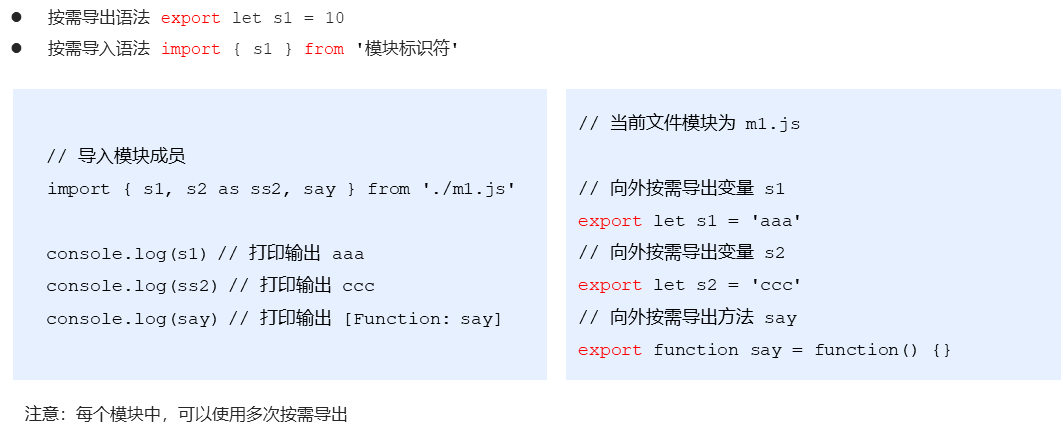 ● 按需导出语法 export let s1 = 10
● 按需导入语法 import { s1 } from '模块标识符'
// 导入模块成员
import { s1, s2 as ss2, say } from './m1.js'
console.log(s1) // 打印输出 aaa
console.log(ss2) // 打印输出 ccc
console.log(say) // 打印输出 [Function: say]
// 当前文件模块为 m1.js
// 向外按需导出变量 s1
export let s1 = 'aaa'
// 向外按需导出变量 s2
export let s2 = 'ccc'
// 向外按需导出方法 say
export function say = function() {}
注意：每个模块中，可以使用多次按需导出